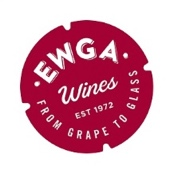 EWGA
Wines
EST 1972
FROM GRAPE TO GLASS